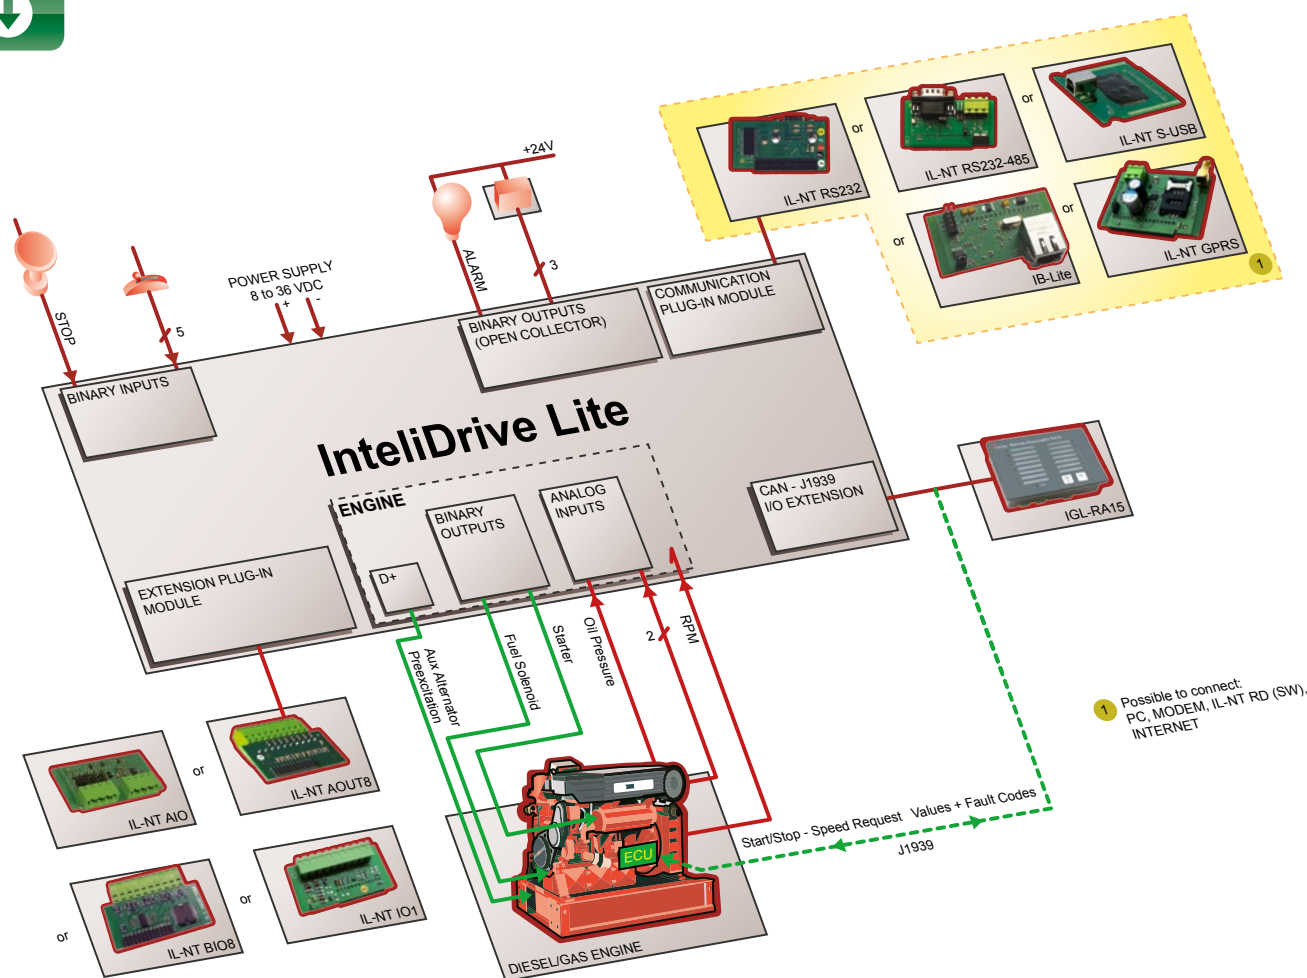 +24V
IL-NT RS232
or
IL-NT RS232-485
or
IL-NT S-USB
or
IB-Lite
or
IL-NT GPRS
1
STOP
5
POWER SUPPLY
8 to 36 VDC
+ -
ALARM
3
BINARY INPUTS
BINARY OUTPUTS
(OPEN COLLECTOR)
COMMUNICATION
PLUG-IN MODULE
InteliDrive Lite
ENGINE
D+
BINARY
OUTPUTS
ANALOG
INPUTS
CAN - J1939
I/O EXTENSION
IGL-RA15
EXTENSION PLUG-IN
MODULE
Aux Alternator
Preexcitation
Fuel Solenoid
Starter
Oil Pressure
2
RPM
1 Possible to connect:
PC, MODEM, IL-NT RD (SW),
INTERNET
IL-NT AIO
or
IL-NT AOUT8
or
IL-NT BIO8
or
IL-NT IO1
ECU
DIESEL/GAS ENGINE
Start/Stop - Speed Request Values + Fault Codes
J1939